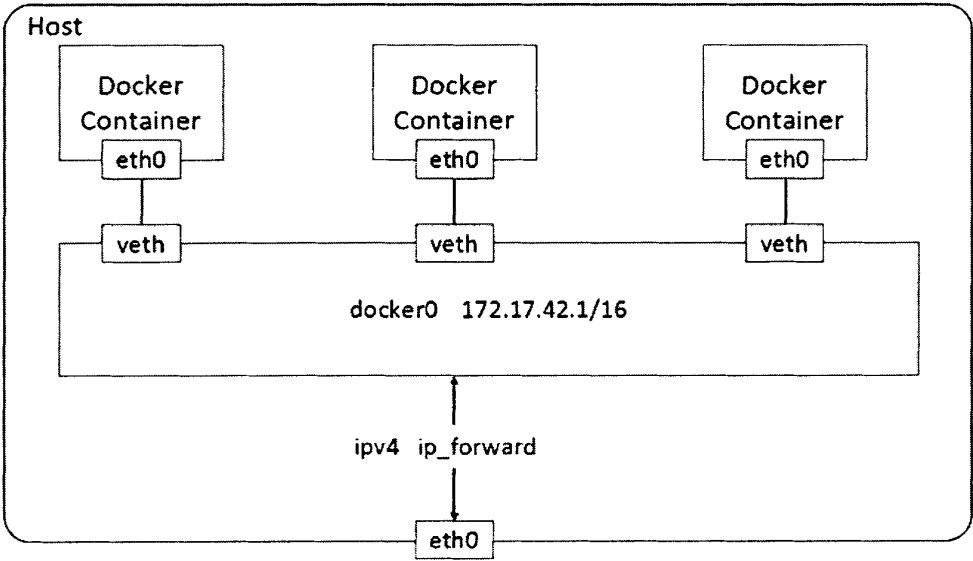 Host
Docker
Container
eth0
Docker
Container
eth0
Docker
Container
eth0
veth
veth
veth
docker0 172.17.42.1/16
ipv4 ip_forward
eth0